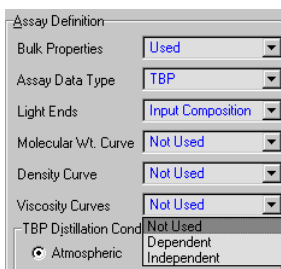 Assay Definition
Bulk Properties Used
Assay Data Type TBP
Light Ends Input Composition
Molecular Wt. Curve Not Used
Density Curve Not Used
Viscosity Curves Not Used
TBP Distillation Cond Not Used
Dependent
Atmospheric Independent